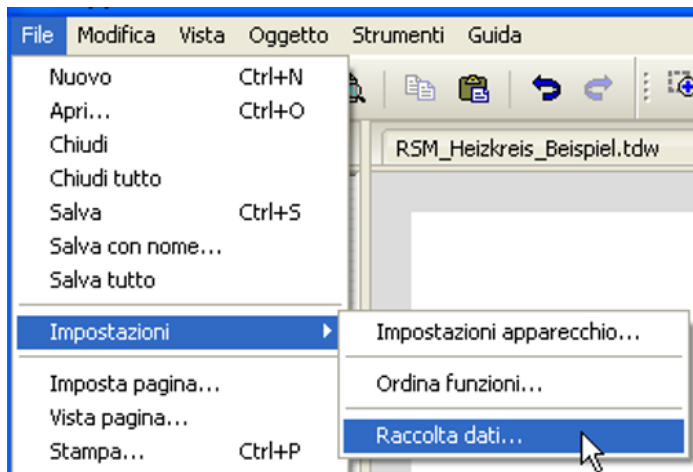 File Modifica Vista Oggetto Strumenti Guida
Nuovo Ctrl+N
Apri... Ctrl+O
Chiudi
RSM_Heizkreis_Beispiel.tdw
Chiudi tutto
Salva Ctrl+S
Salva con nome...
Salva tutto
Impostazioni
Impostazioni apparecchio...
Imposta pagina...
Ordina funzioni...
Vista pagina...
Raccolta dati...
Stampa... Ctrl+P